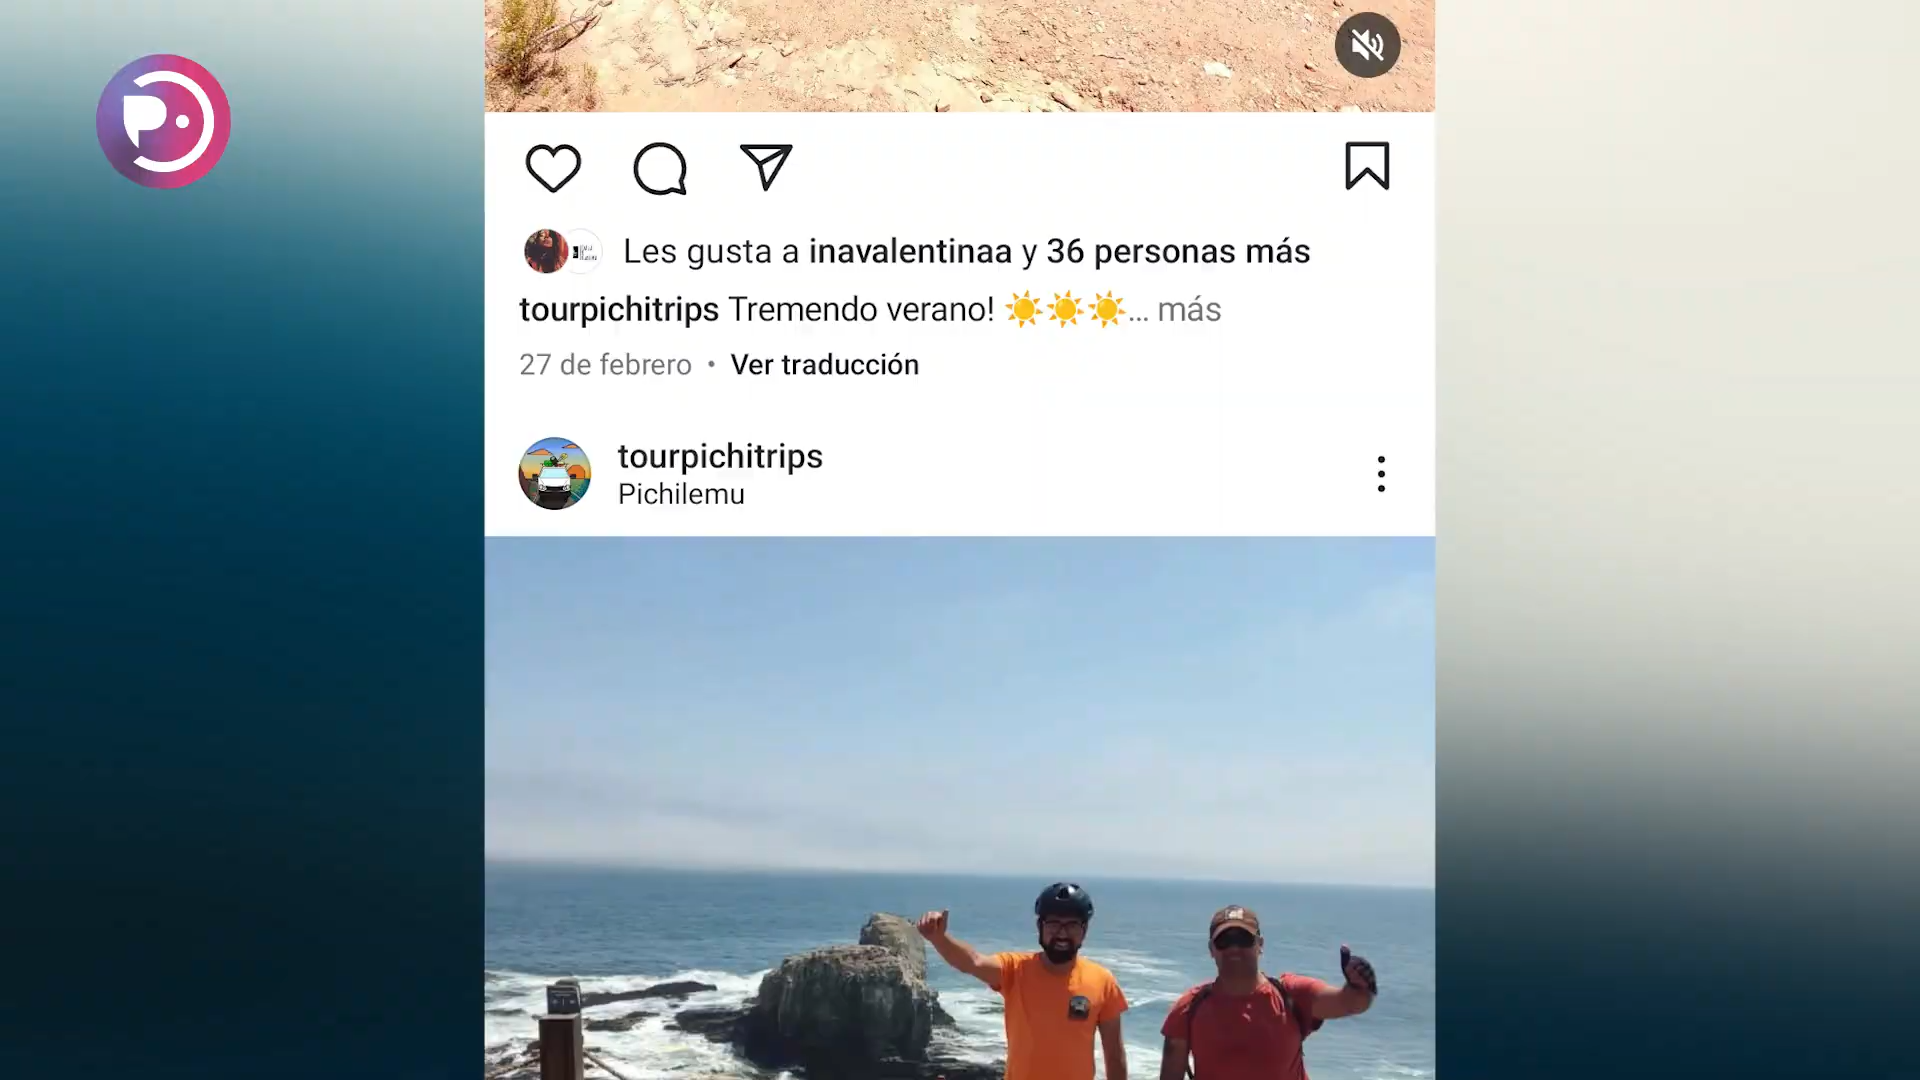 Les gusta a inavalentinaa y 36 personas más
tourpichitrips Tremendo verano! ☀️☀️☀️... más
27 de febrero • Ver traducción
tourpichitrips
Pichilemu